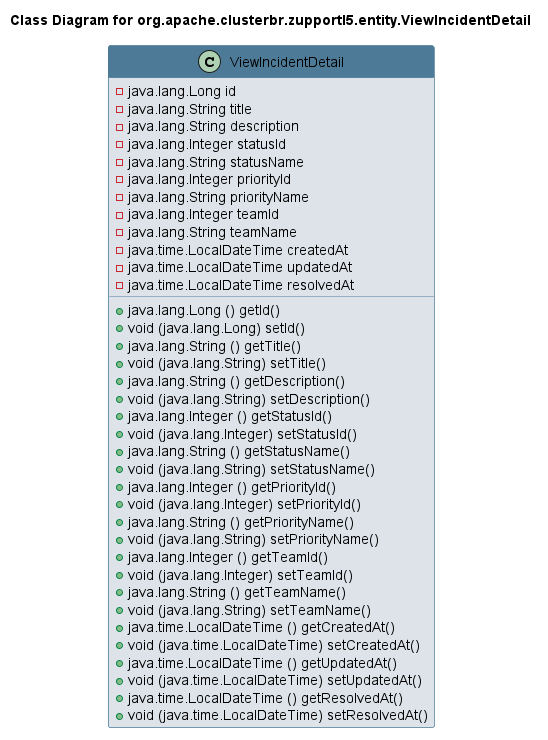 Class Diagram for org.apache.clusterbr.zupportl5.entity.ViewIncidentDetail
C ViewIncidentDetail
java.lang.Long id
java.lang.String title
java.lang.String description
java.lang.Integer statusId
java.lang.String statusName
java.lang.Integer priorityId
java.lang.String priorityName
java.lang.Integer teamId
java.lang.String teamName
java.time.LocalDateTime createdAt
java.time.LocalDateTime updatedAt
java.time.LocalDateTime resolvedAt
java.lang.Long () getId()
void (java.lang.Long) setId()
java.lang.String () getTitle()
void (java.lang.String) setTitle()
java.lang.String () getDescription()
void (java.lang.String) setDescription()
java.lang.Integer () getStatusId()
void (java.lang.Integer) setStatusId()
java.lang.String () getStatusName()
void (java.lang.String) setStatusName()
java.lang.Integer () getPriorityId()
void (java.lang.Integer) setPriorityId()
java.lang.String () getPriorityName()
void (java.lang.String) setPriorityName()
java.lang.Integer () getTeamId()
void (java.lang.Integer) setTeamId()
java.lang.String () getTeamName()
void (java.lang.String) setTeamName()
java.time.LocalDateTime () getCreatedAt()
void (java.time.LocalDateTime) setCreatedAt()
java.time.LocalDateTime () getUpdatedAt()
void (java.time.LocalDateTime) setUpdatedAt()
java.time.LocalDateTime () getResolvedAt()
void (java.time.LocalDateTime) setResolvedAt()